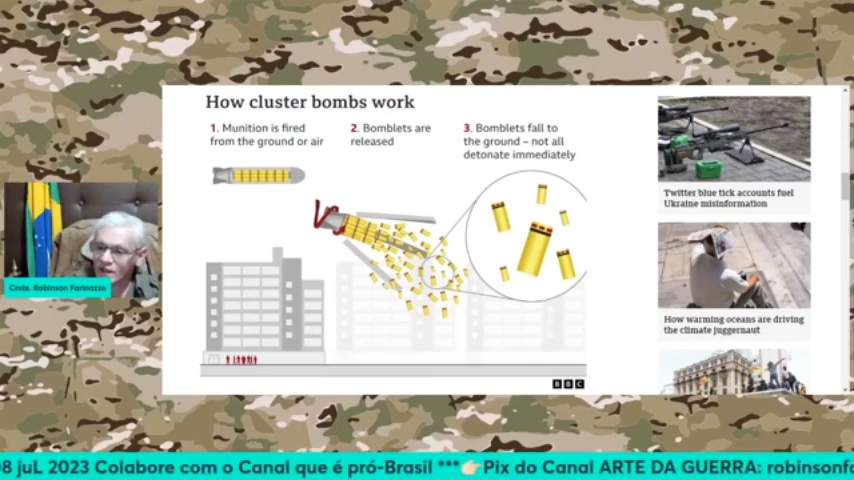 How cluster bombs work
1. Munition is fired
from the ground or air
2. Bomblets are
released
3. Bomblets fall to
the ground – not all
detonate immediately
BBC
Twitter blue tick accounts fuel
Ukraine misinformation
How warming oceans are driving
the climate juggernaut
Cmte. Robinson Farinazzo
08 juL 2023 Colabore com o Canal que é pró-Brasil ***👉🏻Pix do Canal ARTE DA GUERRA: robinsonfa